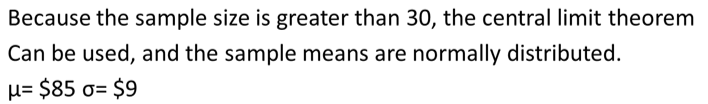 Because the sample size is greater than 30, the central limit theorem
Can be used, and the sample means are normally distributed.
μ= $85 σ= $9